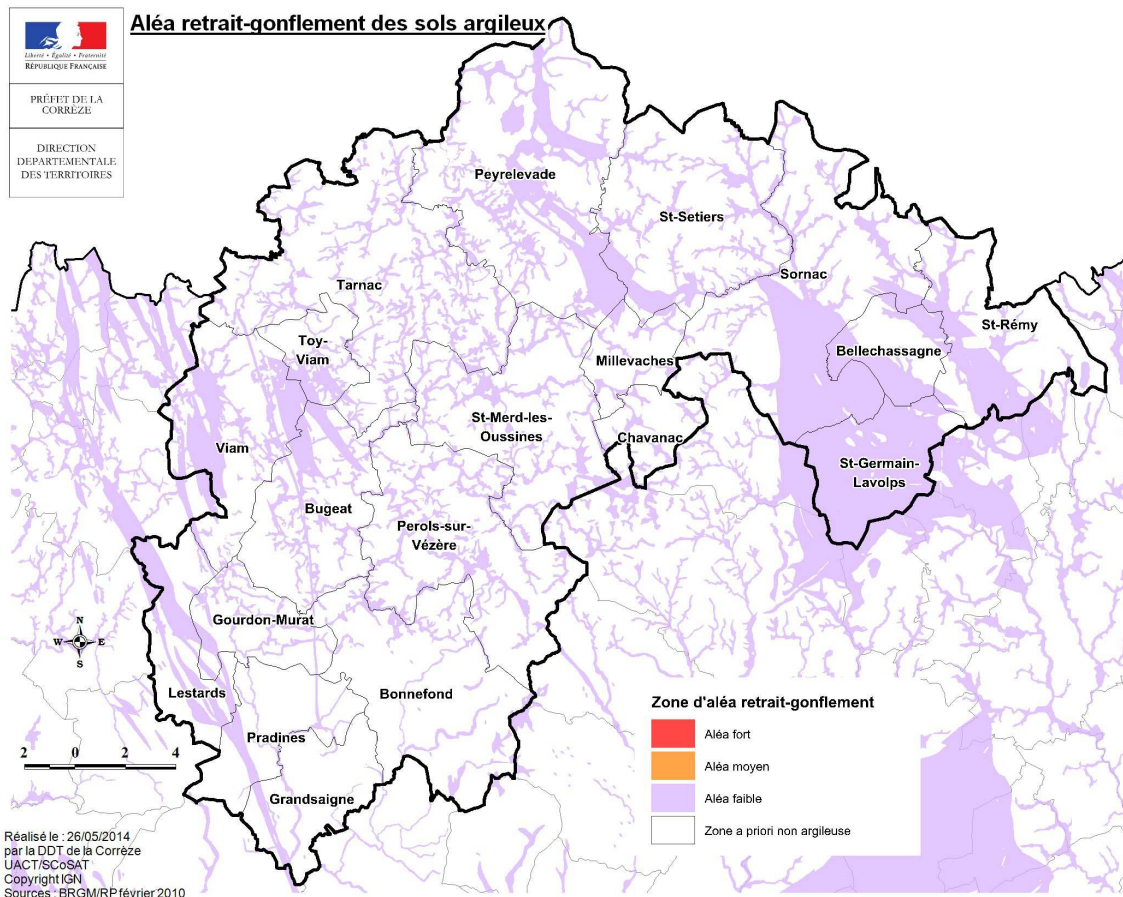 Aléa retrait-gonflement des sols argileux
Liberté • Égalité • Fraternité
RÉPUBLIQUE FRANÇAISE
PRÉFET DE LA
CORRÈZE
DIRECTION
DEPARTEMENTALE
DES TERRITOIRES
Peyrelevade
St-Setiers
Sornac
Tarnac
St-Rémy
Toy-
Viam
Bellechassagne
Millevaches
St-Merd-les-
Oussines
Chavanac
Viam
St-Germain-
Lavolps
Bugeat
Perols-sur-
Vézère
Gourdon-Murat
N
W E
S
Lestards
Bonnefond
Pradines
Grandsaigne
2 0 2 4
Zone d'aléa retrait-gonflement
Aléa fort
Aléa moyen
Aléa faible
Zone a priori non argileuse
Réalisé le : 26/05/2014
par la DDT de la Corrèze
UACT/SCoSAT
Copyright IGN
Sources : BRGM/RP février 2010